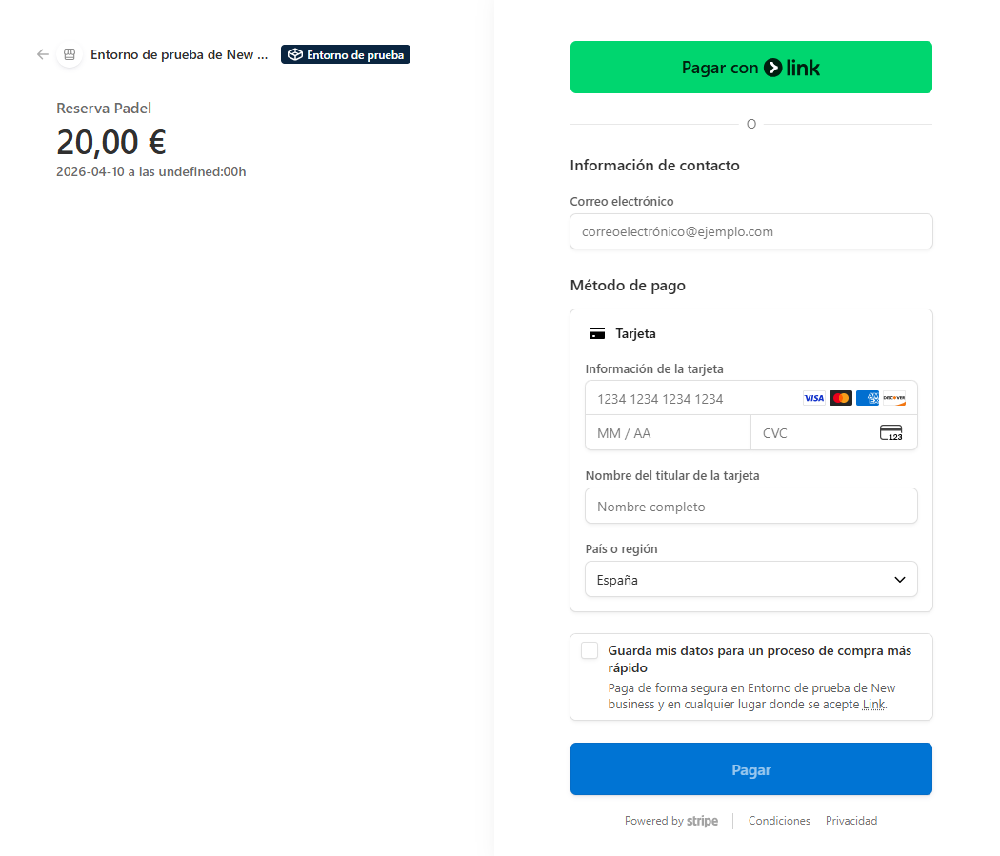 Entorno de prueba de New ...
Entorno de prueba
Reserva Padel
20,00 €
2026-04-10 a las undefined:00h
Pagar con link
O
Información de contacto
Correo electrónico
correoelectrónico@ejemplo.com
Método de pago
Tarjeta
Información de la tarjeta
1234 1234 1234 1234
VISA
AMEX
DISCOVER
MM / AA
CVC
123
Nombre del titular de la tarjeta
Nombre completo
País o región
España
Guarda mis datos para un proceso de compra más
rápido
Paga de forma segura en Entorno de prueba de New
business y en cualquier lugar donde se acepte Link.
Pagar
Powered by stripe
Condiciones
Privacidad